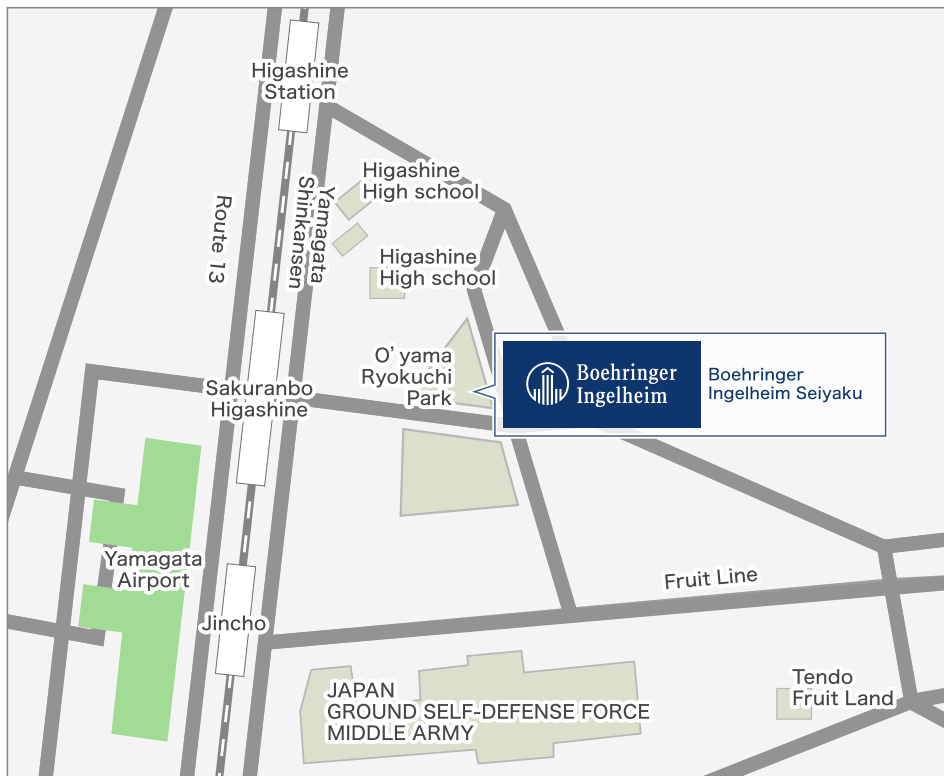 Higashine
Station
Higashine
High school
Route 13
Yamagata
Shinkansen
Higashine
High school
O' yama
Ryokuchi
Park
Boehringer
Ingelheim
Boehringer
Ingelheim Seiyaku
Sakuranbo
Higashine
Yamagata
Airport
Fruit Line
Jincho
JAPAN
GROUND SELF-DEFENSE FORCE
MIDDLE ARMY
Tendo
Fruit Land